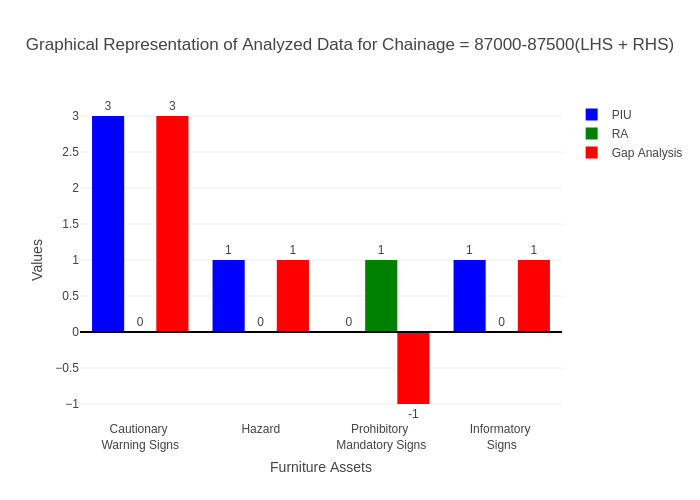 Graphical Representation of Analyzed Data for Chainage = 87000-87500(LHS + RHS)
PIU
RA
Gap Analysis
Values
3
2.5
2
1.5
1
0.5
0
−0.5
−1
3
0
3
1
0
1
0
1
-1
1
0
1
Cautionary
Warning Signs
Hazard
Prohibitory
Mandatory Signs
Informatory
Signs
Furniture Assets